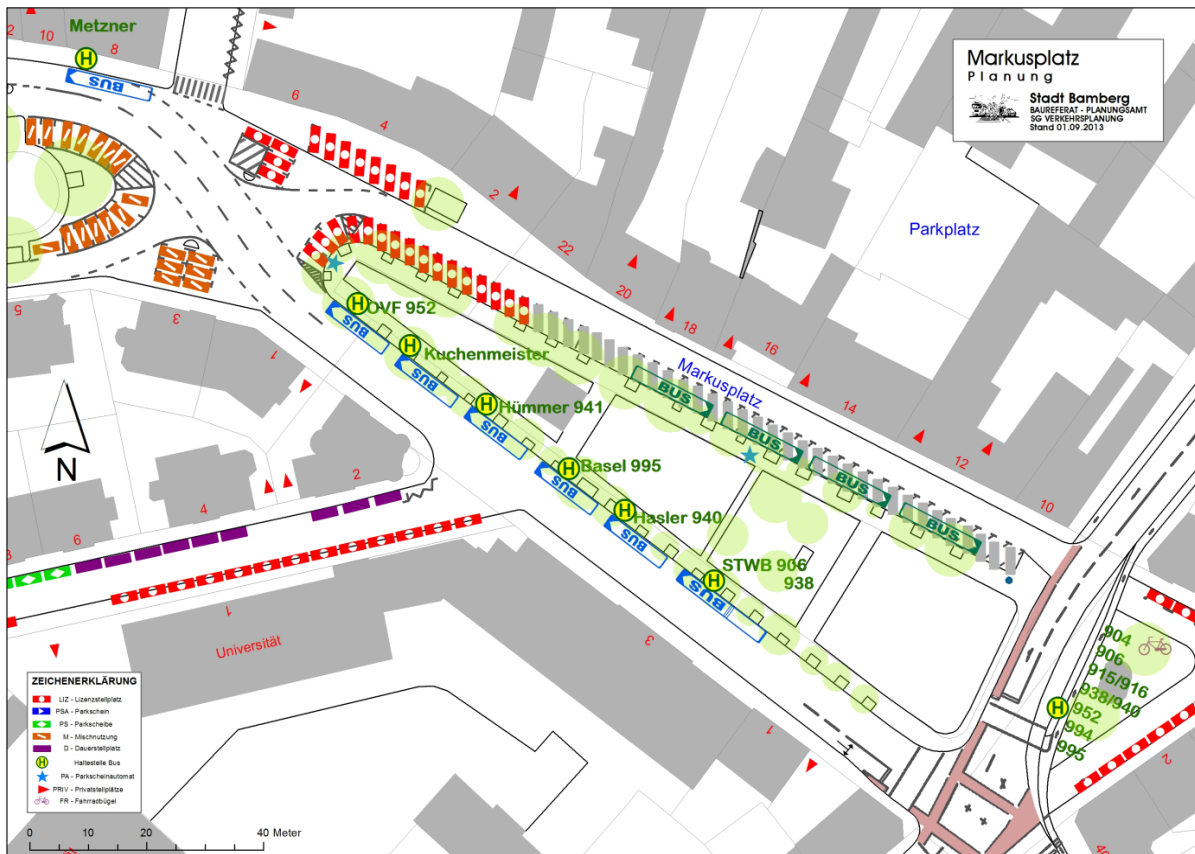 Metzner
2
10
8
BUS
6
4
2
22
20
18
16
14
12
10
Markusplatz
Planung
Stadt Bamberg
BAUREFERAT - PLANUNGSAMT
SG VERKEHRSPLANUNG
Stand 01.09.2013
Parkplatz
Markusplatz
H
OVF 952
BUS
H
Kuchenmeister
BUS
H
Hümmer 941
BUS
H
Basel 995
BUS
H
Hasler 940
BUS
H
STWB 906
938
BUS
BUS
BUS
BUS
BUS
5
3
1
N
2
4
6
8
1
Universität
3
1
904
906
915/916
938/940
H
952
994
995
2
40
ZEICHENERKLÄRUNG
LIZ - Lizenzstellplatz
PSA - Parkschein
PS - Parkscheibe
M - Mischnutzung
D - Dauerstellplatz
H Haltestelle Bus
PA - Parkscheinautomat
PRIV - Privatstellplätze
FR - Fahrradbügel
0 10 20 40 Meter